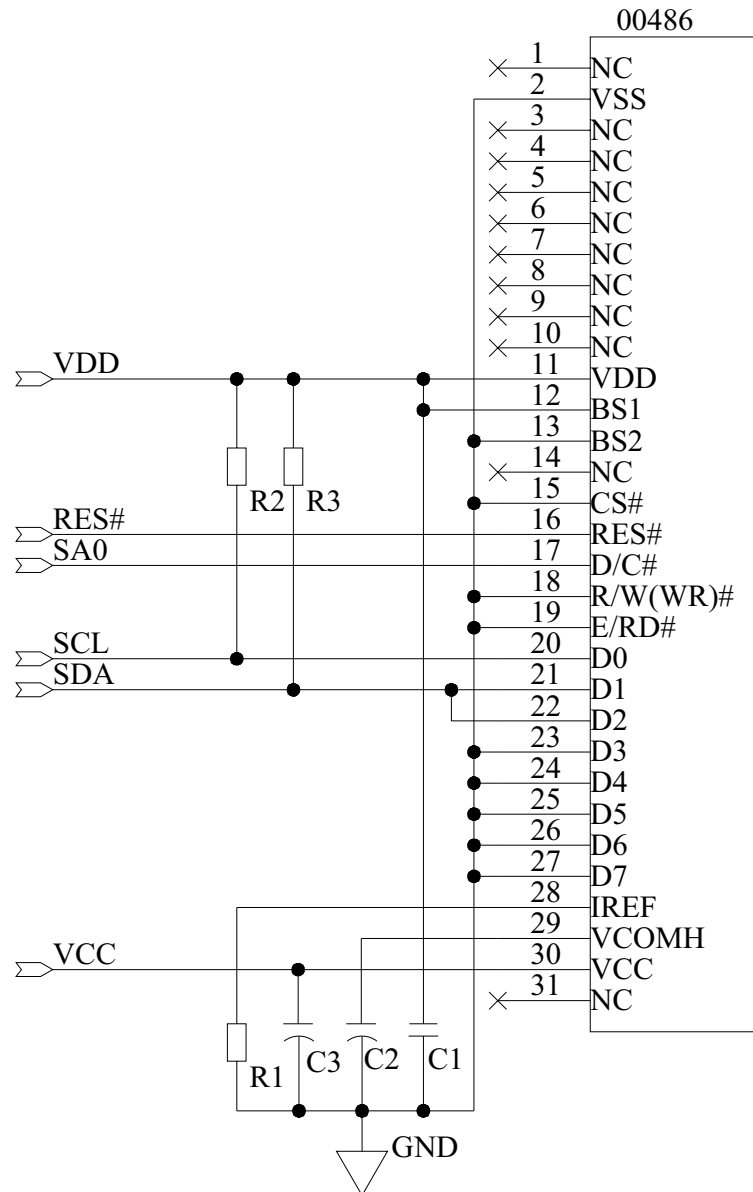 00486
1 NC
2 VSS
3 NC
4 NC
5 NC
6 NC
7 NC
8 NC
9 NC
10 NC
VDD 11 VDD
12 BS1
13 BS2
14 NC
R2 R3 15 CS#
RES# 16 RES#
SA0 17 D/C#
18 R/W(WR)#
19 E/RD#
SCL 20 D0
SDA 21 D1
22 D2
23 D3
24 D4
25 D5
26 D6
27 D7
28 IREF
29 VCOMH
VCC 30 VCC
31 NC
R1 C3 C2 C1
GND